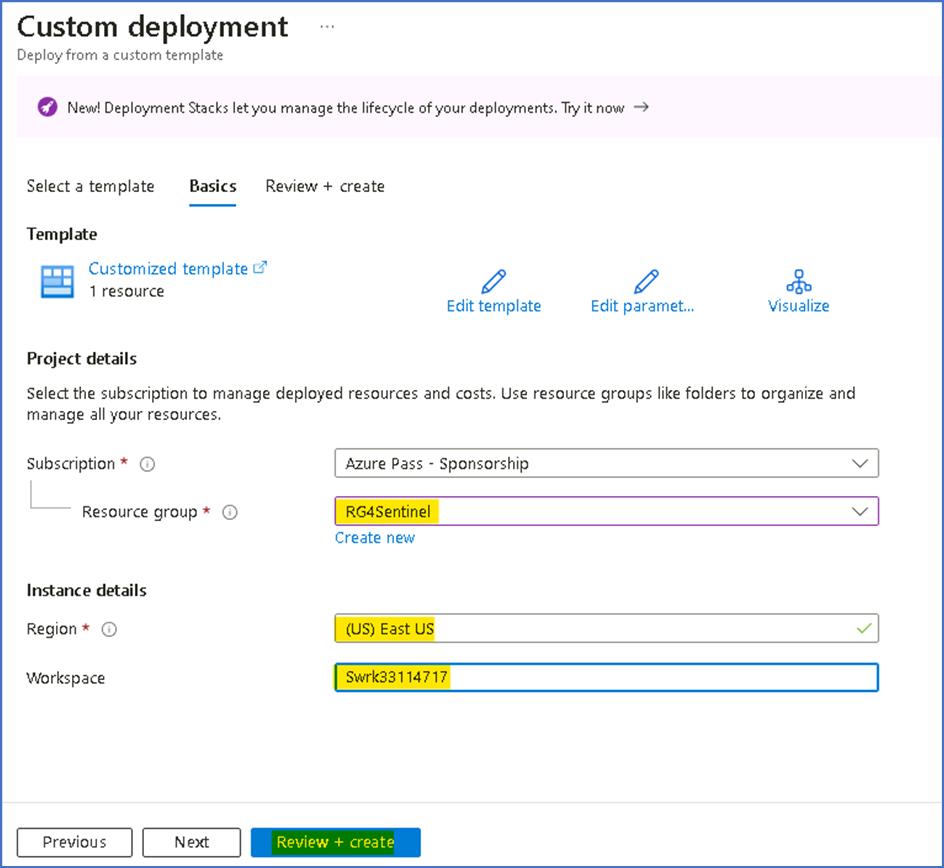 Custom deployment ...
Deploy from a custom template
New! Deployment Stacks let you manage the lifecycle of your deployments. Try it now →
Select a template Basics Review + create
Template
Customized template
1 resource
Edit template Edit paramet... Visualize
Project details
Select the subscription to manage deployed resources and costs. Use resource groups like folders to organize and
manage all your resources.
Subscription * Azure Pass - Sponsorship
Resource group * RG4Sentinel
Create new
Instance details
Region * (US) East US
Workspace Swrk33114717
Previous Next Review + create